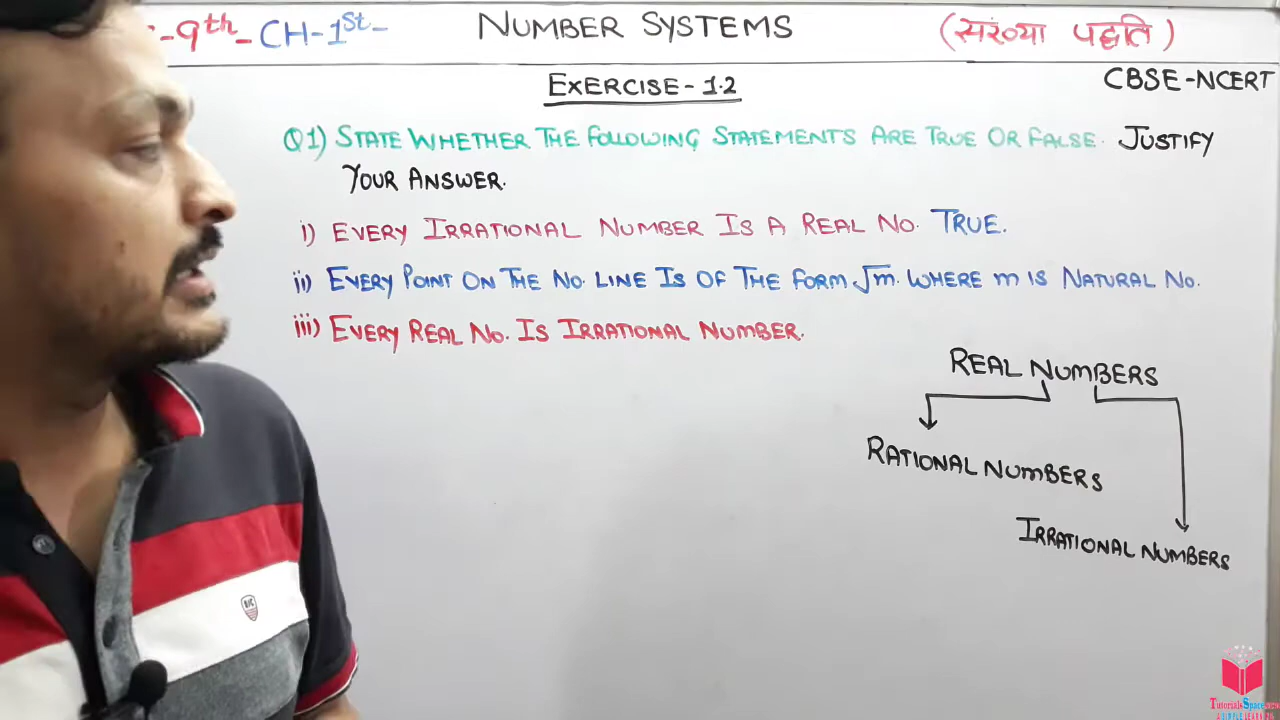 -9th- CH-1St- NUMBER SYSTEMS (संख्या पद्धति)
EXERCISE-1.2
CBSE-NCERT
Q1) STATE WHETHER THE FOLLOWING STATEMENTS ARE TRUE OR FALSE. JUSTIFY
YOUR ANSWER.
i) EVERY IRRATIONAL NUMBER IS A REAL NO. TRUE.
ii) EVERY POINT ON THE NO. LINE IS OF THE FORM √m. WHERE m IS NATURAL NO.
iii) EVERY REAL NO. IS IRRATIONAL NUMBER.
REAL NUMBERS
RATIONAL NUMBERS
IRRATIONAL NUMBERS